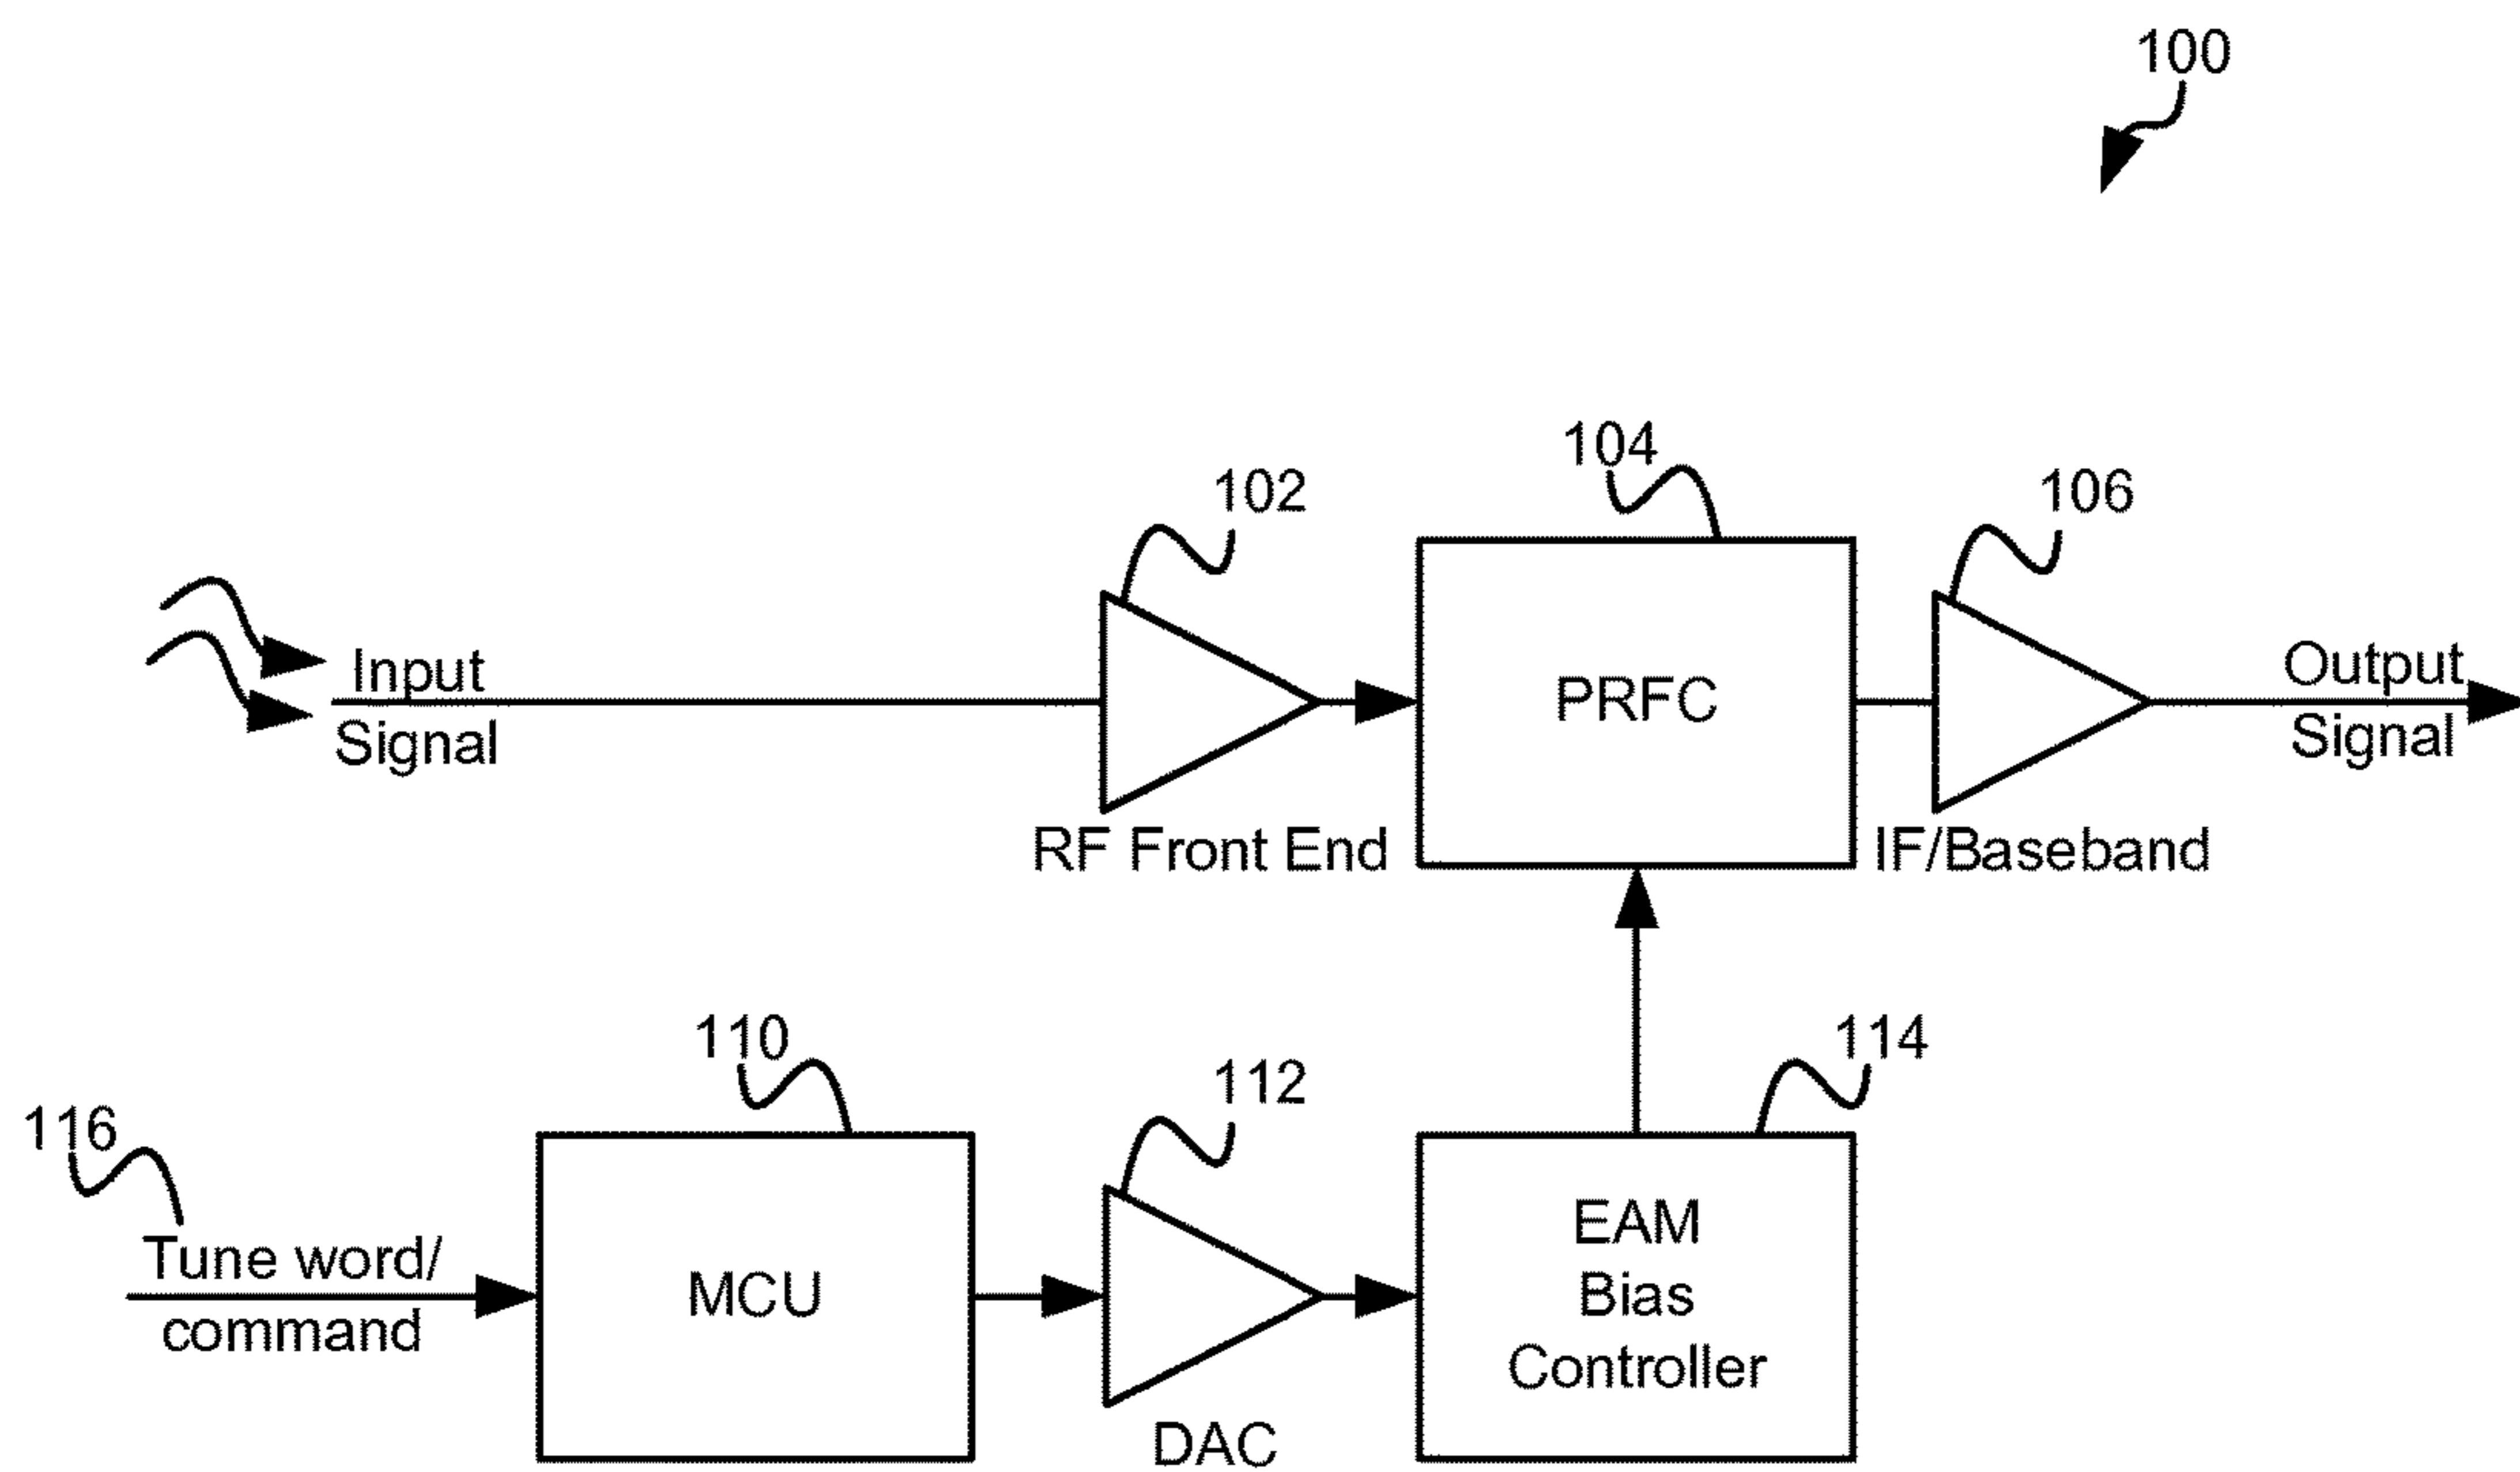 100
104
102
106
Input
Signal
PRFC
Output
Signal
RF Front End
IF/Baseband
110
112
114
116
Tune word/
command
MCU
EAM
Bias
Controller
DAC